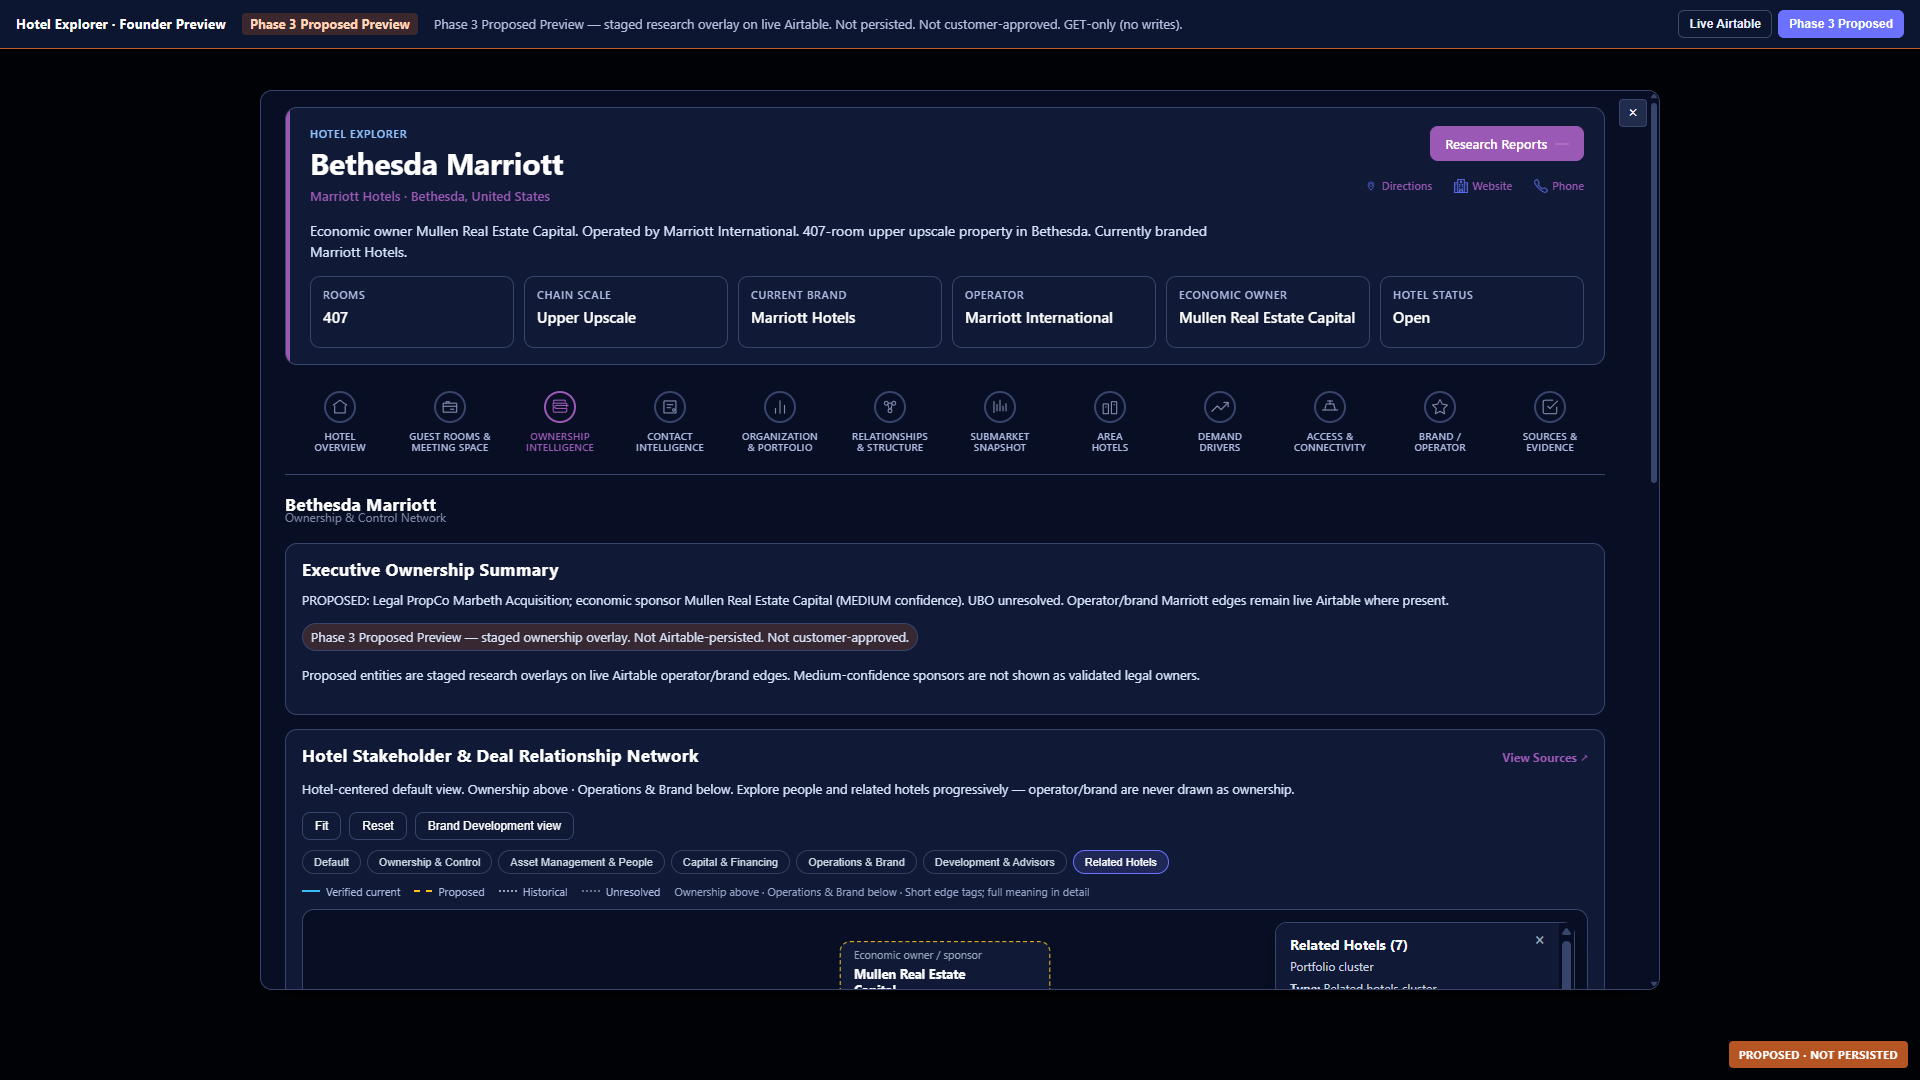 Hotel Explorer · Founder Preview
Phase 3 Proposed Preview
Phase 3 Proposed Preview — staged research overlay on live Airtable. Not persisted. Not customer-approved. GET-only (no writes).
Live Airtable
Phase 3 Proposed
×
HOTEL EXPLORER
Bethesda Marriott
Marriott Hotels · Bethesda, United States
Research Reports —
Directions
Website
Phone
Economic owner Mullen Real Estate Capital. Operated by Marriott International. 407-room upper upscale property in Bethesda. Currently branded
Marriott Hotels.
ROOMS
407
CHAIN SCALE
Upper Upscale
CURRENT BRAND
Marriott Hotels
OPERATOR
Marriott International
ECONOMIC OWNER
Mullen Real Estate Capital
HOTEL STATUS
Open
HOTEL
OVERVIEW
GUEST ROOMS &
MEETING SPACE
OWNERSHIP
INTELLIGENCE
CONTACT
INTELLIGENCE
ORGANIZATION
& PORTFOLIO
RELATIONSHIPS
& STRUCTURE
SUBMARKET
SNAPSHOT
AREA
HOTELS
DEMAND
DRIVERS
ACCESS &
CONNECTIVITY
BRAND /
OPERATOR
SOURCES &
EVIDENCE
Bethesda Marriott
Ownership & Control Network
Executive Ownership Summary
PROPOSED: Legal PropCo Marbeth Acquisition; economic sponsor Mullen Real Estate Capital (MEDIUM confidence). UBO unresolved. Operator/brand Marriott edges remain live Airtable where present.
Phase 3 Proposed Preview — staged ownership overlay. Not Airtable-persisted. Not customer-approved.
Proposed entities are staged research overlays on live Airtable operator/brand edges. Medium-confidence sponsors are not shown as validated legal owners.
Hotel Stakeholder & Deal Relationship Network
View Sources ↗
Hotel-centered default view. Ownership above · Operations & Brand below. Explore people and related hotels progressively — operator/brand are never drawn as ownership.
Fit
Reset
Brand Development view
Default
Ownership & Control
Asset Management & People
Capital & Financing
Operations & Brand
Development & Advisors
Related Hotels
Verified current
Proposed
Historical
Unresolved
Ownership above · Operations & Brand below · Short edge tags; full meaning in detail
Economic owner / sponsor
Mullen Real Estate
Capital
Related Hotels (7)
×
Portfolio cluster
Type: Related hotels cluster
PROPOSED · NOT PERSISTED